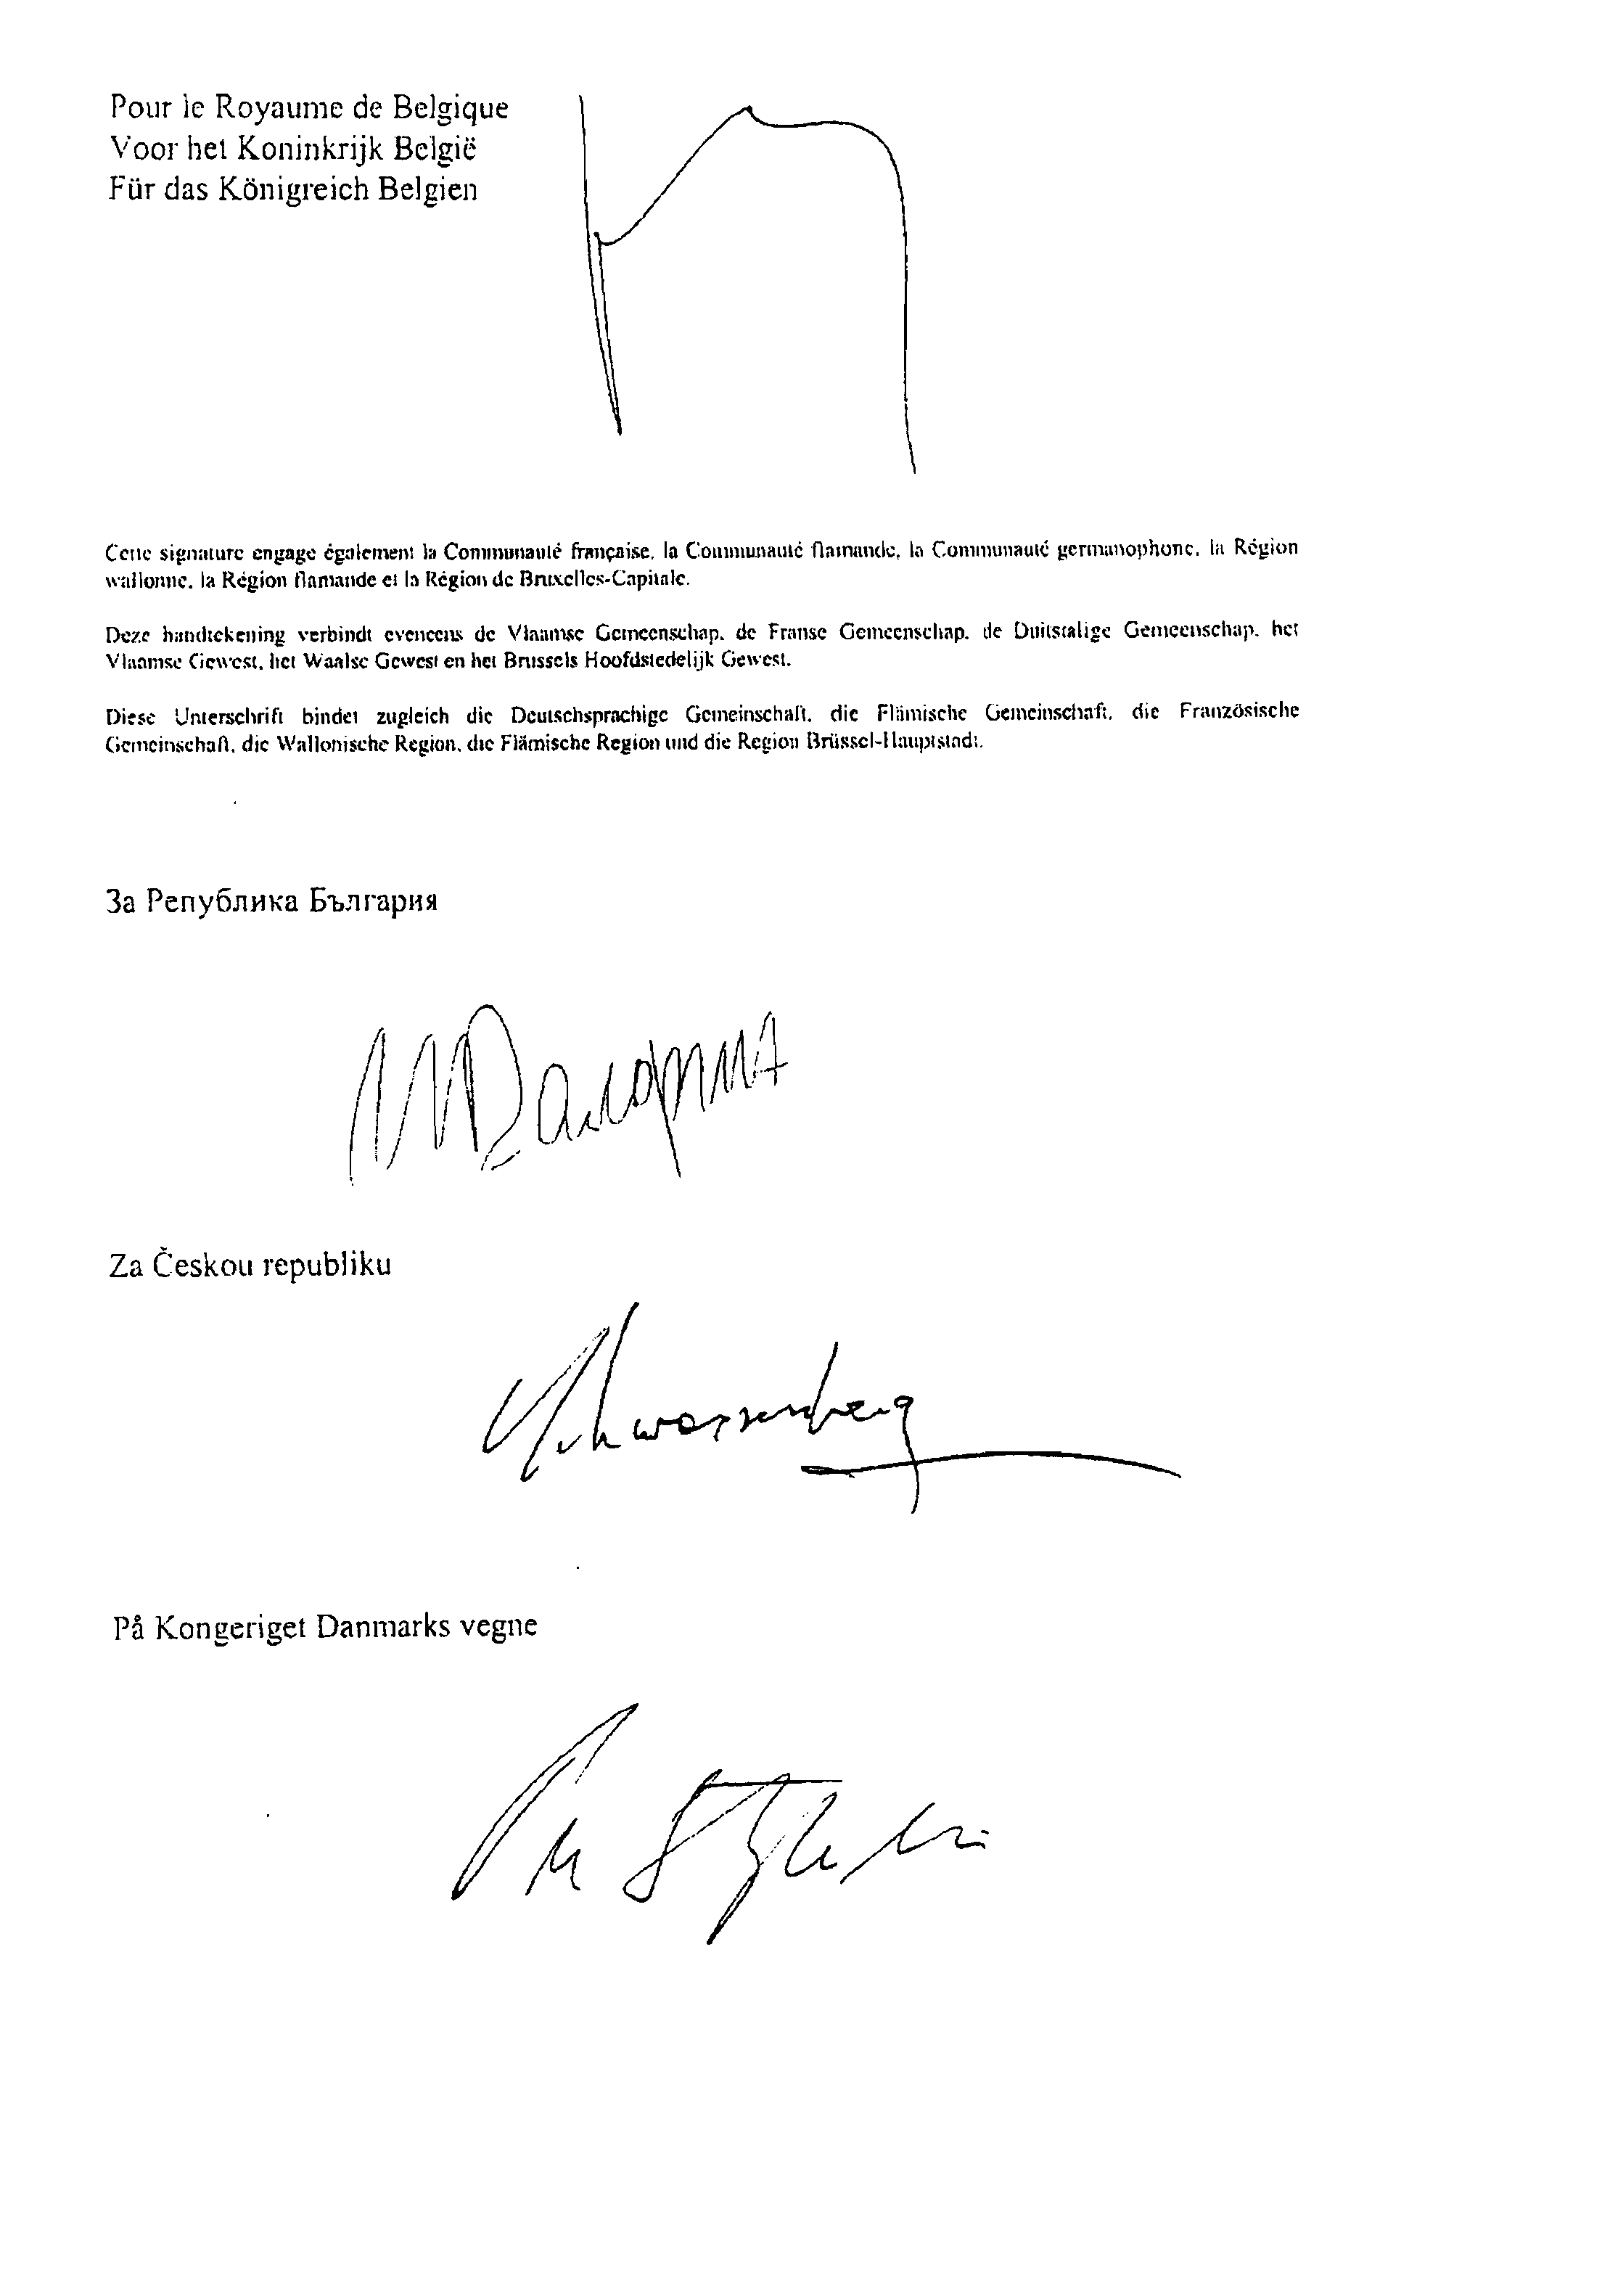 Pour le Royaume de Belgique
Voor het Koninkrijk België
Für das Königreich Belgien
Cette signature engage également la Communauté française, la Communauté flamande, la Communauté germanophone, la Région
wallonne, la Région flamande et la Région de Bruxelles-Capitale.
Deze handtekening verbindt eveneens de Vlaamse Gemeenschap, de Franse Gemeenschap, de Duitstalige Gemeenschap, het
Vlaamse Gewest, het Waalse Gewest en het Brussels Hoofdstedelijk Gewest.
Diese Unterschrift bindet zugleich die Deutschsprachige Gemeinschaft, die Flämische Gemeinschaft, die Französische
Gemeinschaft, die Wallonische Region, die Flämische Region und die Region Brüssel-Hauptstadt.
За Република България
Za Českou republiku
Schwarzenberg
På Kongeriget Danmarks vegne